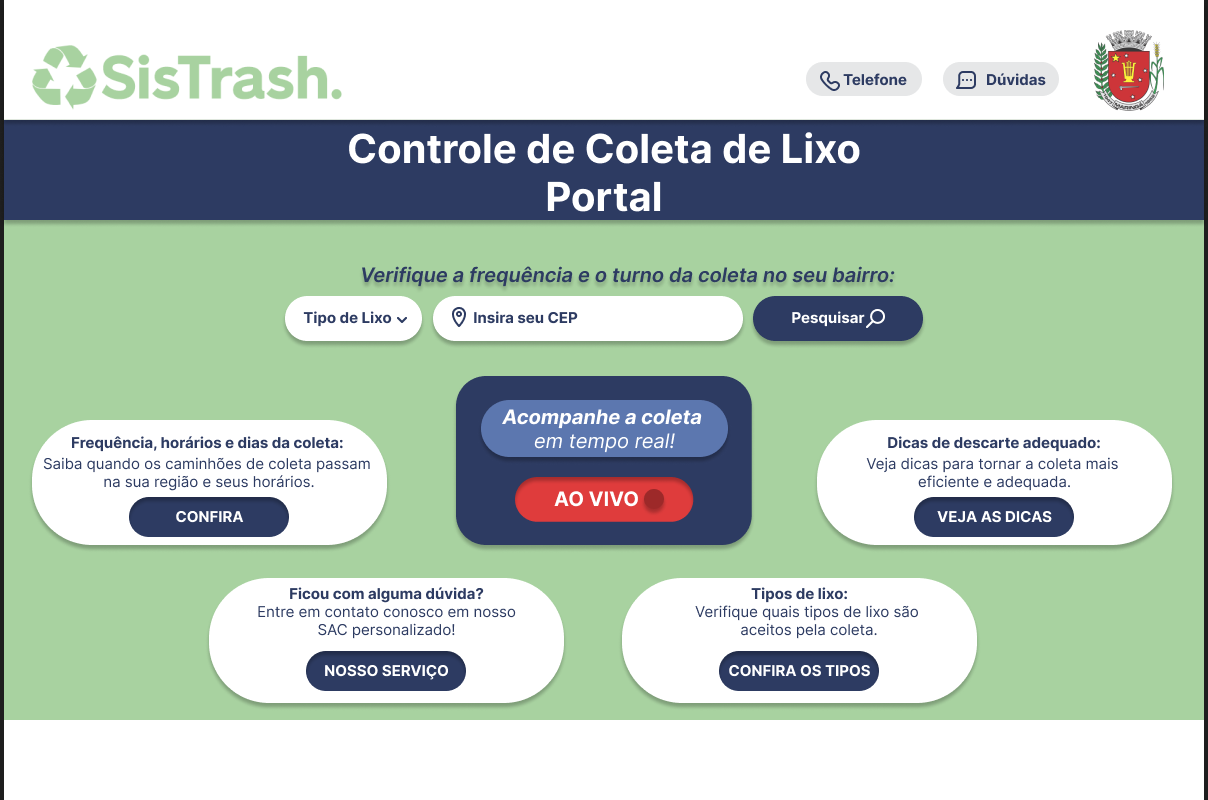 SisTrash.
Telefone
Dúvidas
Controle de Coleta de Lixo
Portal
Verifique a frequência e o turno da coleta no seu bairro:
Tipo de Lixo
Insira seu CEP
Pesquisar
Acompanhe a coleta
em tempo real!
AO VIVO
Frequência, horários e dias da coleta:
Saiba quando os caminhões de coleta passam
na sua região e seus horários.
CONFIRA
Dicas de descarte adequado:
Veja dicas para tornar a coleta mais
eficiente e adequada.
VEJA AS DICAS
Ficou com alguma dúvida?
Entre em contato conosco em nosso
SAC personalizado!
NOSSO SERVIÇO
Tipos de lixo:
Verifique quais tipos de lixo são
aceitos pela coleta.
CONFIRA OS TIPOS